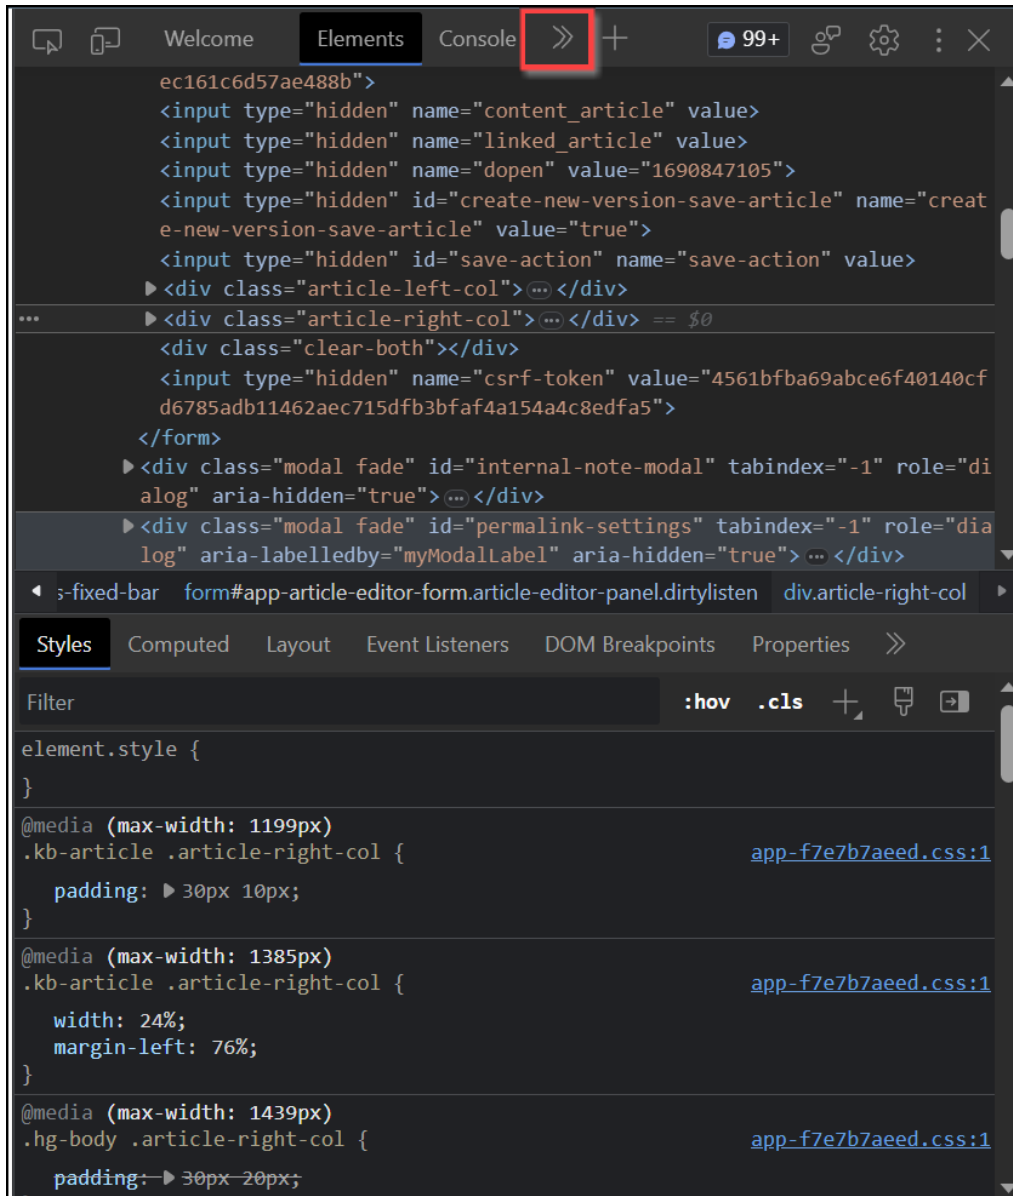 Welcome Elements Console 99+
ec161c6d57ae488b">
<input type="hidden" name="content_article" value>
<input type="hidden" name="linked_article" value>
<input type="hidden" name="dopen" value="1690847105">
<input type="hidden" id="create-new-version-save-article" name="creat
e-new-version-save-article" value="true">
<input type="hidden" id="save-action" name="save-action" value>
<div class="article-left-col">…</div>
… <div class="article-right-col">…</div> == $0
<div class="clear-both"></div>
<input type="hidden" name="csrf-token" value="4561bfba69abce6f40140cf
d6785adb11462aec715dfb3bfaf4a154a4c8edfa5">
</form>
<div class="modal fade" id="internal-note-modal" tabindex="-1" role="di
alog" aria-hidden="true">…</div>
<div class="modal fade" id="permalink-settings" tabindex="-1" role="dia
log" aria-labelledby="myModalLabel" aria-hidden="true">…</div>
s-fixed-bar form#app-article-editor-form.article-editor-panel.dirtylisten div.article-right-col
Styles Computed Layout Event Listeners DOM Breakpoints Properties
Filter :hov .cls
element.style {
}
@media (max-width: 1199px)
.kb-article .article-right-col { app-f7e7b7aeed.css:1
padding: 30px 10px;
}
@media (max-width: 1385px)
.kb-article .article-right-col { app-f7e7b7aeed.css:1
width: 24%;
margin-left: 76%;
}
@media (max-width: 1439px)
.hg-body .article-right-col { app-f7e7b7aeed.css:1
padding: 30px 20px;